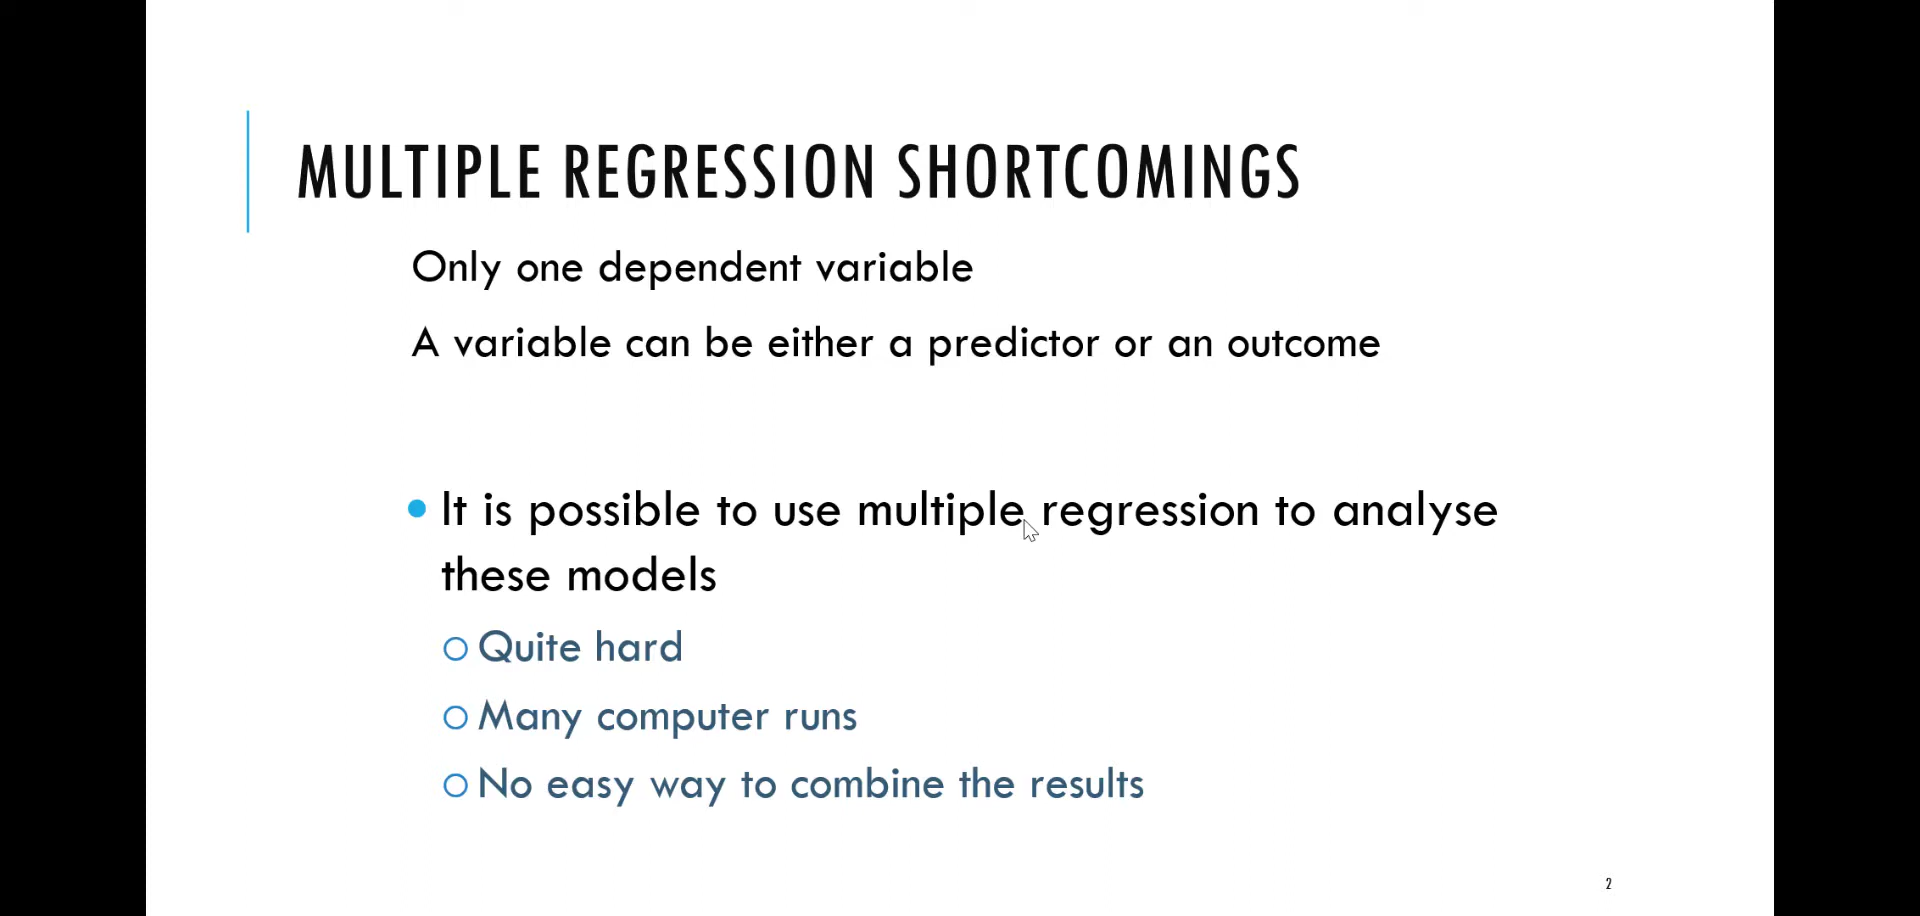 MULTIPLE REGRESSION SHORTCOMINGS
Only one dependent variable
A variable can be either a predictor or an outcome
• It is possible to use multiple regression to analyse
these models
○ Quite hard
○ Many computer runs
○ No easy way to combine the results
2